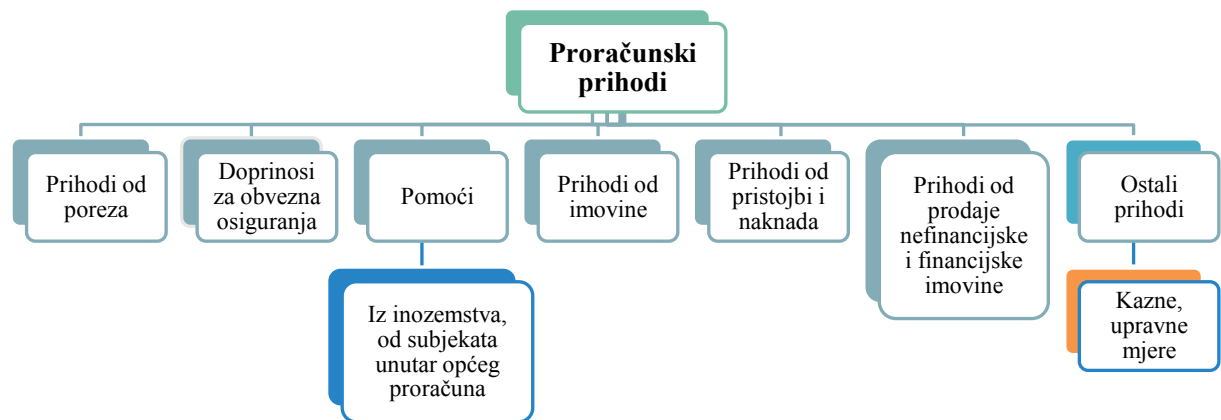 Proračunski
prihodi
Prihodi od
poreza
Doprinosi
za obvezna
osiguranja
Pomoći
Prihodi od
imovine
Prihodi od
pristojbi i
naknada
Prihodi od
prodaje
nefinancijske
i financijske
imovine
Ostali
prihodi
Iz inozemstva,
od subjekata
unutar općeg
proračuna
Kazne,
upravne
mjere